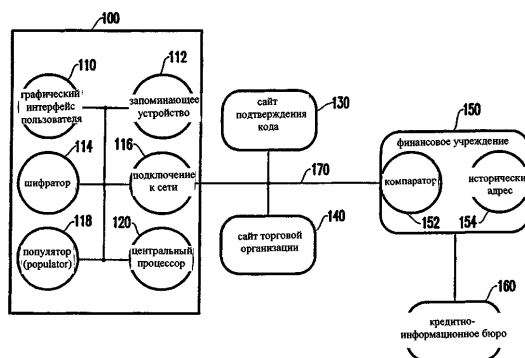 100
110
112
графический
интерфейс
пользователя
запоминающее
устройство
114
116
шифратор
подключение
к сети
118
120
популятор
(populator)
центральный
процессор
130
сайт
подтверждения
кода
170
сайт торговой
организации
140
150
финансовое учреждение
компаратор
исторический
адрес
152
154
160
кредитно-
информационное бюро